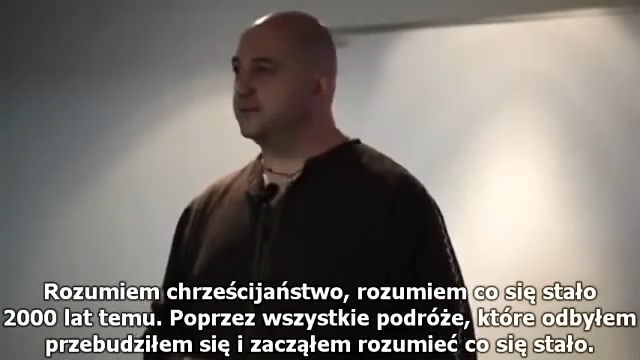 Rozumiem chrześcijaństwo, rozumiem co się stało
2000 lat temu. Poprzez wszystkie podróże, które odbyłem
przebudziłem się i zacząłem rozumieć co się stało.